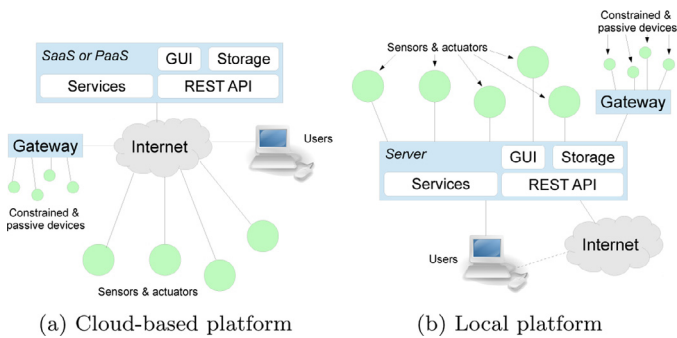 SaaS or PaaS
GUI
Storage
Services
REST API
Gateway
Internet
Users
Constrained &
passive devices
Sensors & actuators
(a) Cloud-based platform
Constrained &
passive devices
Sensors & actuators
Gateway
Server
GUI
Storage
Services
REST API
Users
Internet
(b) Local platform